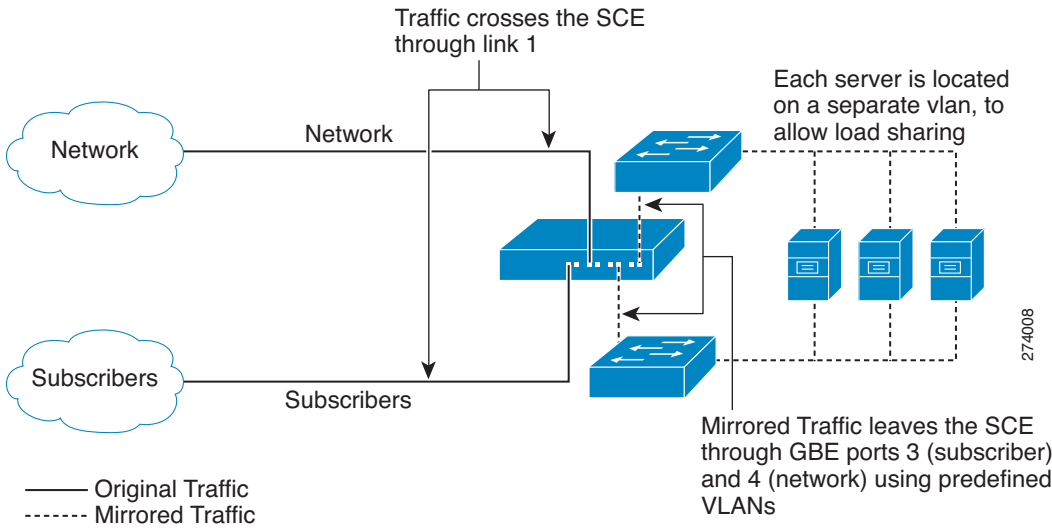 Traffic crosses the SCE
through link 1
Each server is located
on a separate vlan, to
allow load sharing
Network
Network
Subscribers
Subscribers
274008
Mirrored Traffic leaves the SCE
through GBE ports 3 (subscriber)
and 4 (network) using predefined
VLANs
Original Traffic
Mirrored Traffic